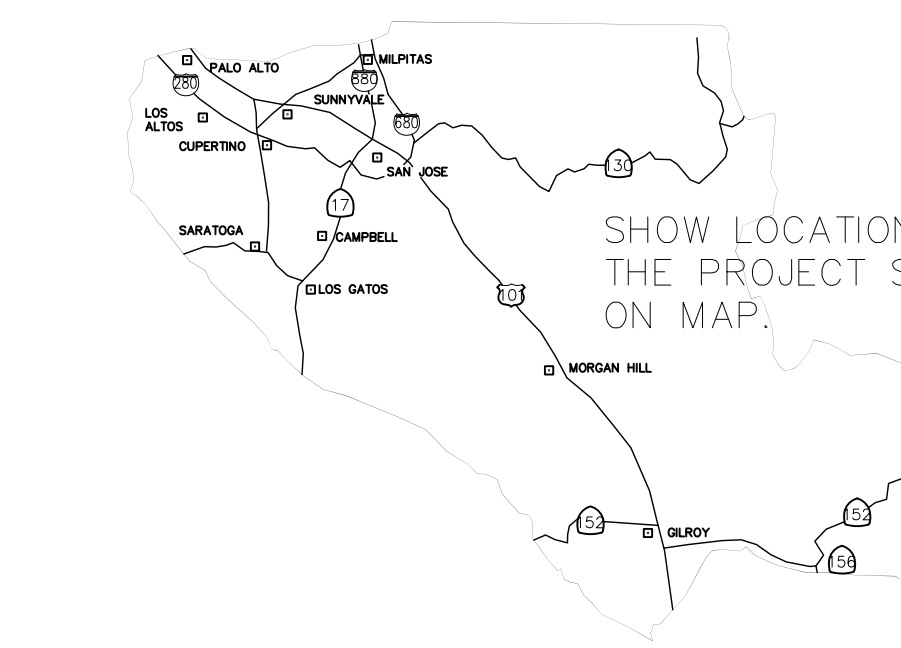 MILPITAS
PALO ALTO
280
880
SUNNYVALE
LOS
ALTOS
680
CUPERTINO
SAN JOSE
130
17
SARATOGA
CAMPBELL
SHOW LOCATION
THE PROJECT S
ON MAP.
LOS GATOS
101
MORGAN HILL
152
152
GILROY
156